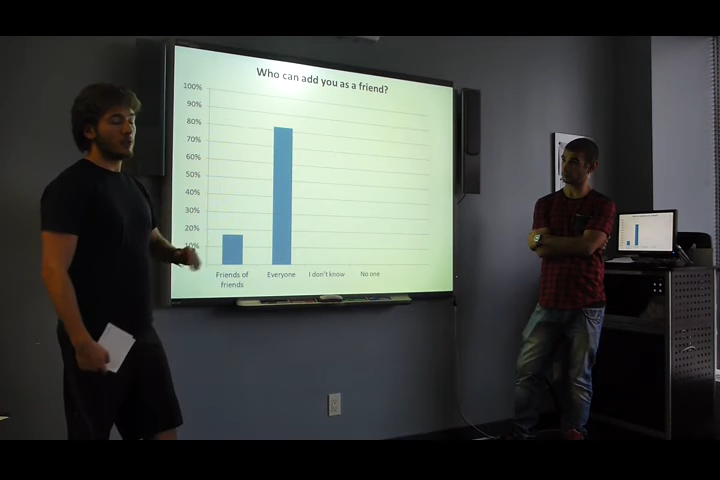 Who can add you as a friend?
100%
90%
80%
70%
60%
50%
40%
30%
20%
10%
Friends of friends
Everyone
I don't know
No one